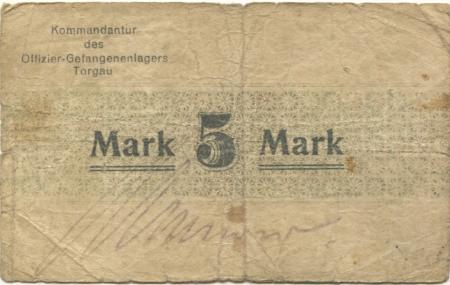 Kommandantur
des
Offizier-Gefangenenlagers
Torgau
Mark 5 Mark